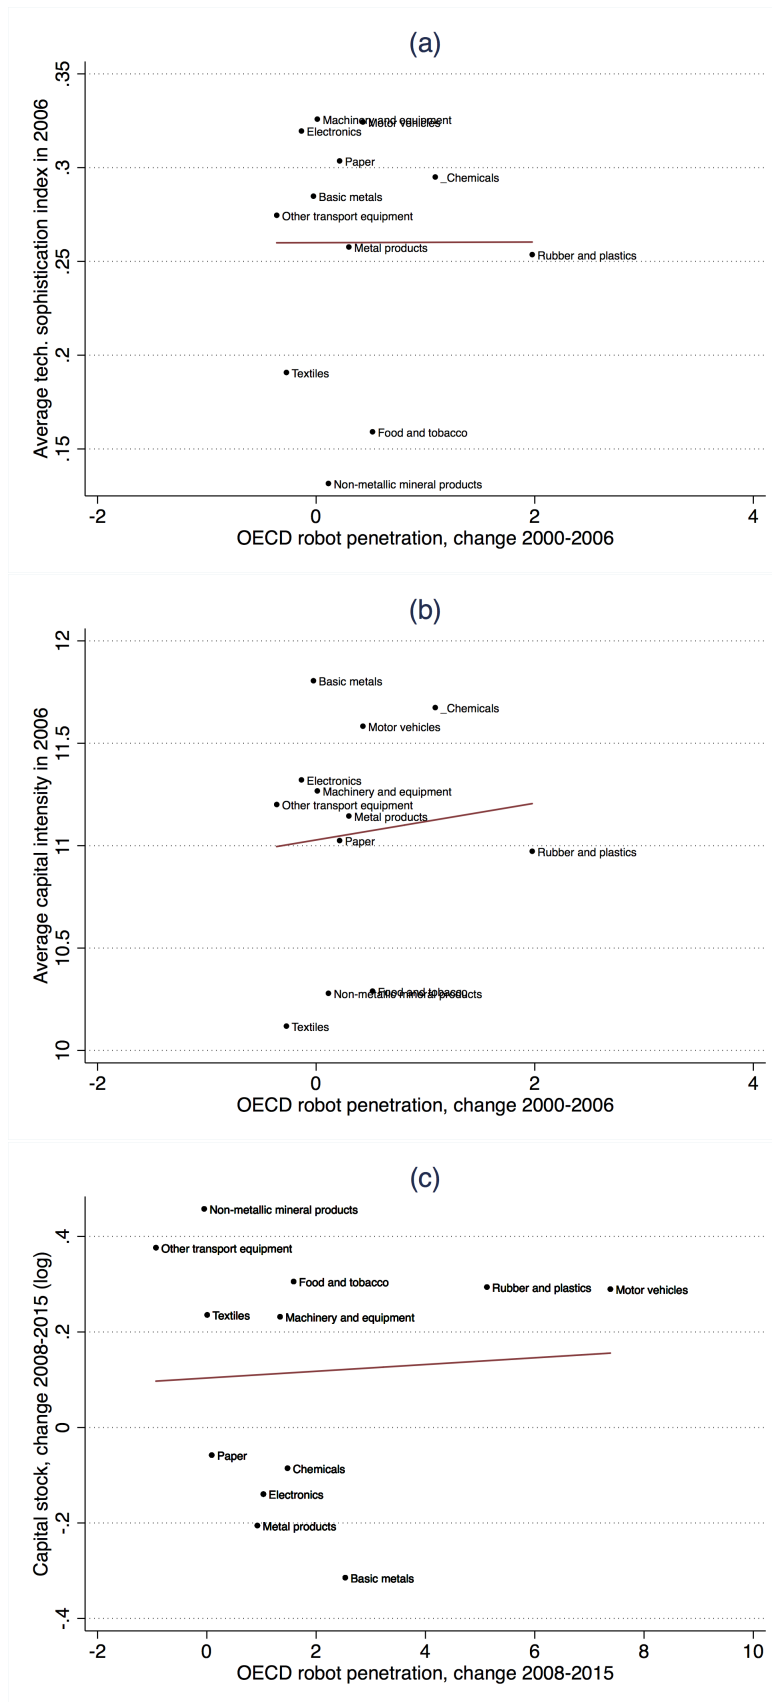 (a)
Average tech. sophistication index in 2006
.35
.3
.25
.2
.15
Machinery and equipment
Motor vehicles
Electronics
Paper
_Chemicals
Basic metals
Other transport equipment
Metal products
Rubber and plastics
Textiles
Food and tobacco
Non-metallic mineral products
-2 0 2 4
OECD robot penetration, change 2000-2006
(b)
Average capital intensity in 2006
12
11.5
11
10.5
10
Basic metals
_Chemicals
Motor vehicles
Electronics
Machinery and equipment
Other transport equipment
Metal products
Paper
Rubber and plastics
Food and tobacco
Non-metallic mineral products
Textiles
-2 0 2 4
OECD robot penetration, change 2000-2006
(c)
Capital stock, change 2008-2015 (log)
.4
.2
0
-.2
-.4
Non-metallic mineral products
Other transport equipment
Food and tobacco
Rubber and plastics
Motor vehicles
Textiles
Machinery and equipment
Paper
Chemicals
Electronics
Metal products
Basic metals
-2 0 2 4 6 8 10
OECD robot penetration, change 2008-2015